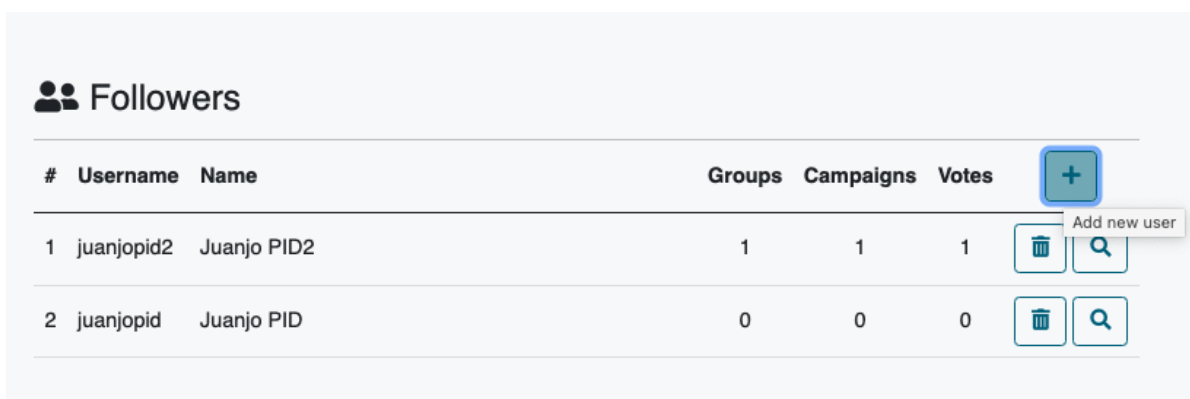 Followers
# Username Name Groups Campaigns Votes +
Add new user
1 juanjopid2 Juanjo PID2 1 1 1
2 juanjopid Juanjo PID 0 0 0